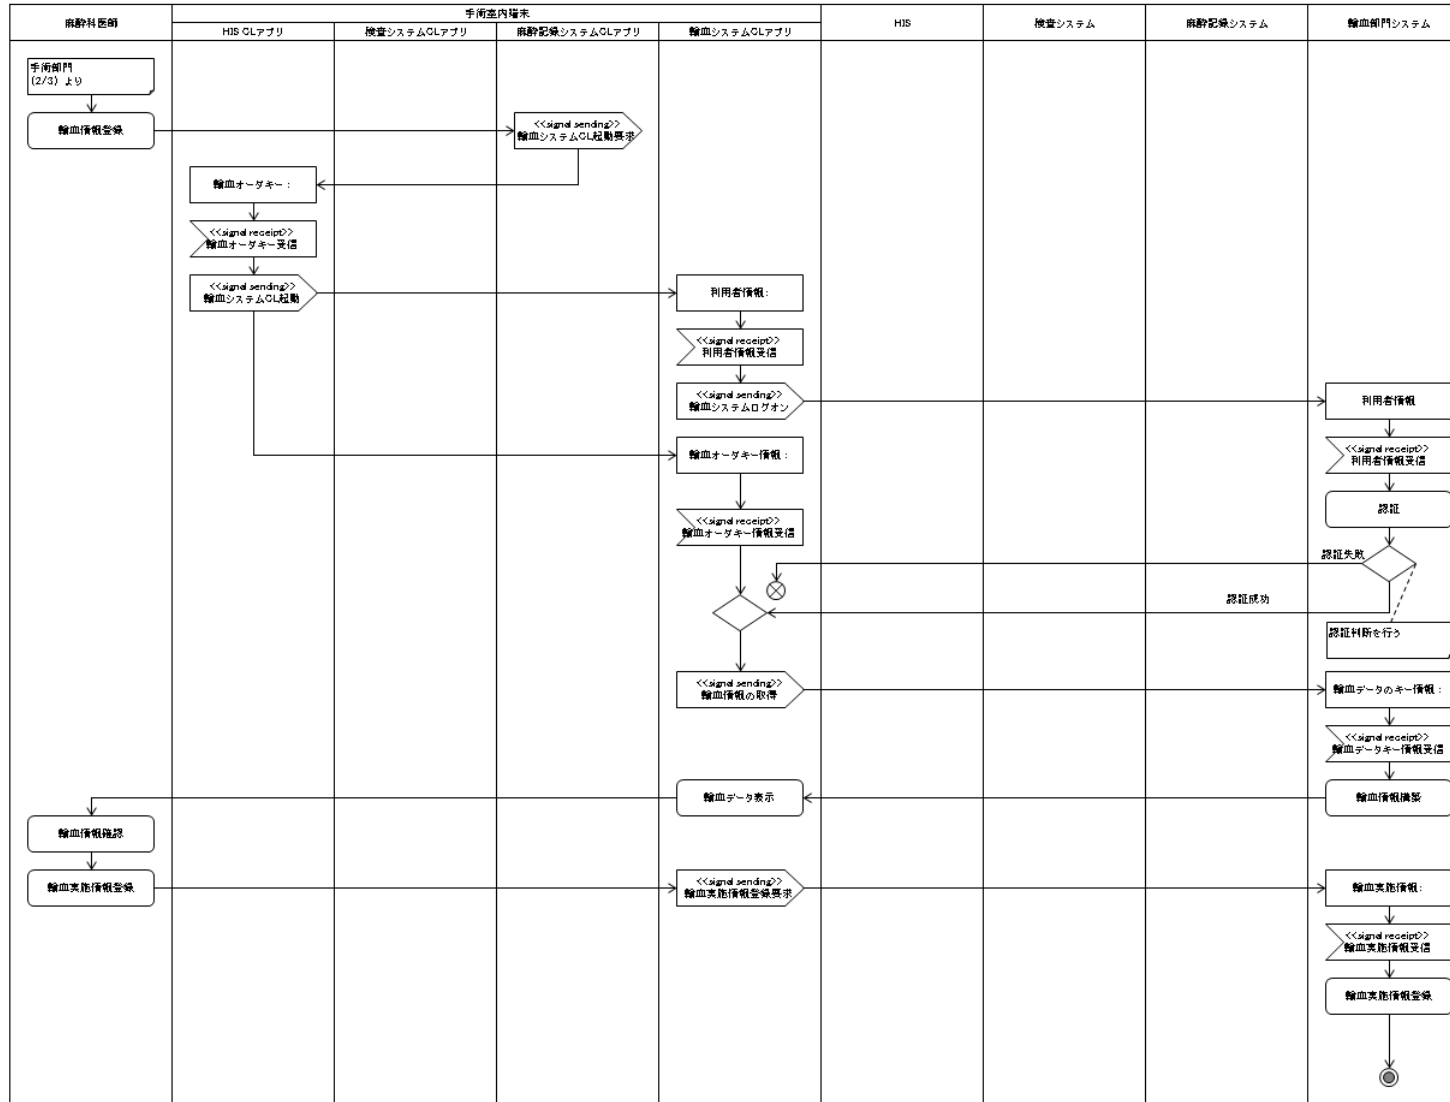 麻酔科医師
手術室内端末
HIS CLアプリ
検査システムCLアプリ
麻酔記録システムCLアプリ
輸血システムCLアプリ
HIS
検査システム
麻酔記録システム
輸血部門システム
手術部門
(2/3) より
輸血情報登録
<<signal sending>>
輸血システムCL起動要求
輸血オーダキー：
<<signal receipt>>
輸血オーダキー受信
<<signal sending>>
輸血システムCL起動
利用者情報：
<<signal receipt>>
利用者情報受信
<<signal sending>>
輸血システムログオン
利用者情報
<<signal receipt>>
利用者情報受信
輸血オーダキー情報：
認証
<<signal receipt>>
輸血オーダキー情報受信
認証失敗
認証成功
認証判断を行う
<<signal sending>>
輸血情報の取得
輸血データのキー情報：
<<signal receipt>>
輸血データキー情報受信
輸血情報構築
輸血データ表示
輸血情報確認
輸血実施情報登録
<<signal sending>>
輸血実施情報登録要求
輸血実施情報：
<<signal receipt>>
輸血実施情報受信
輸血実施情報登録